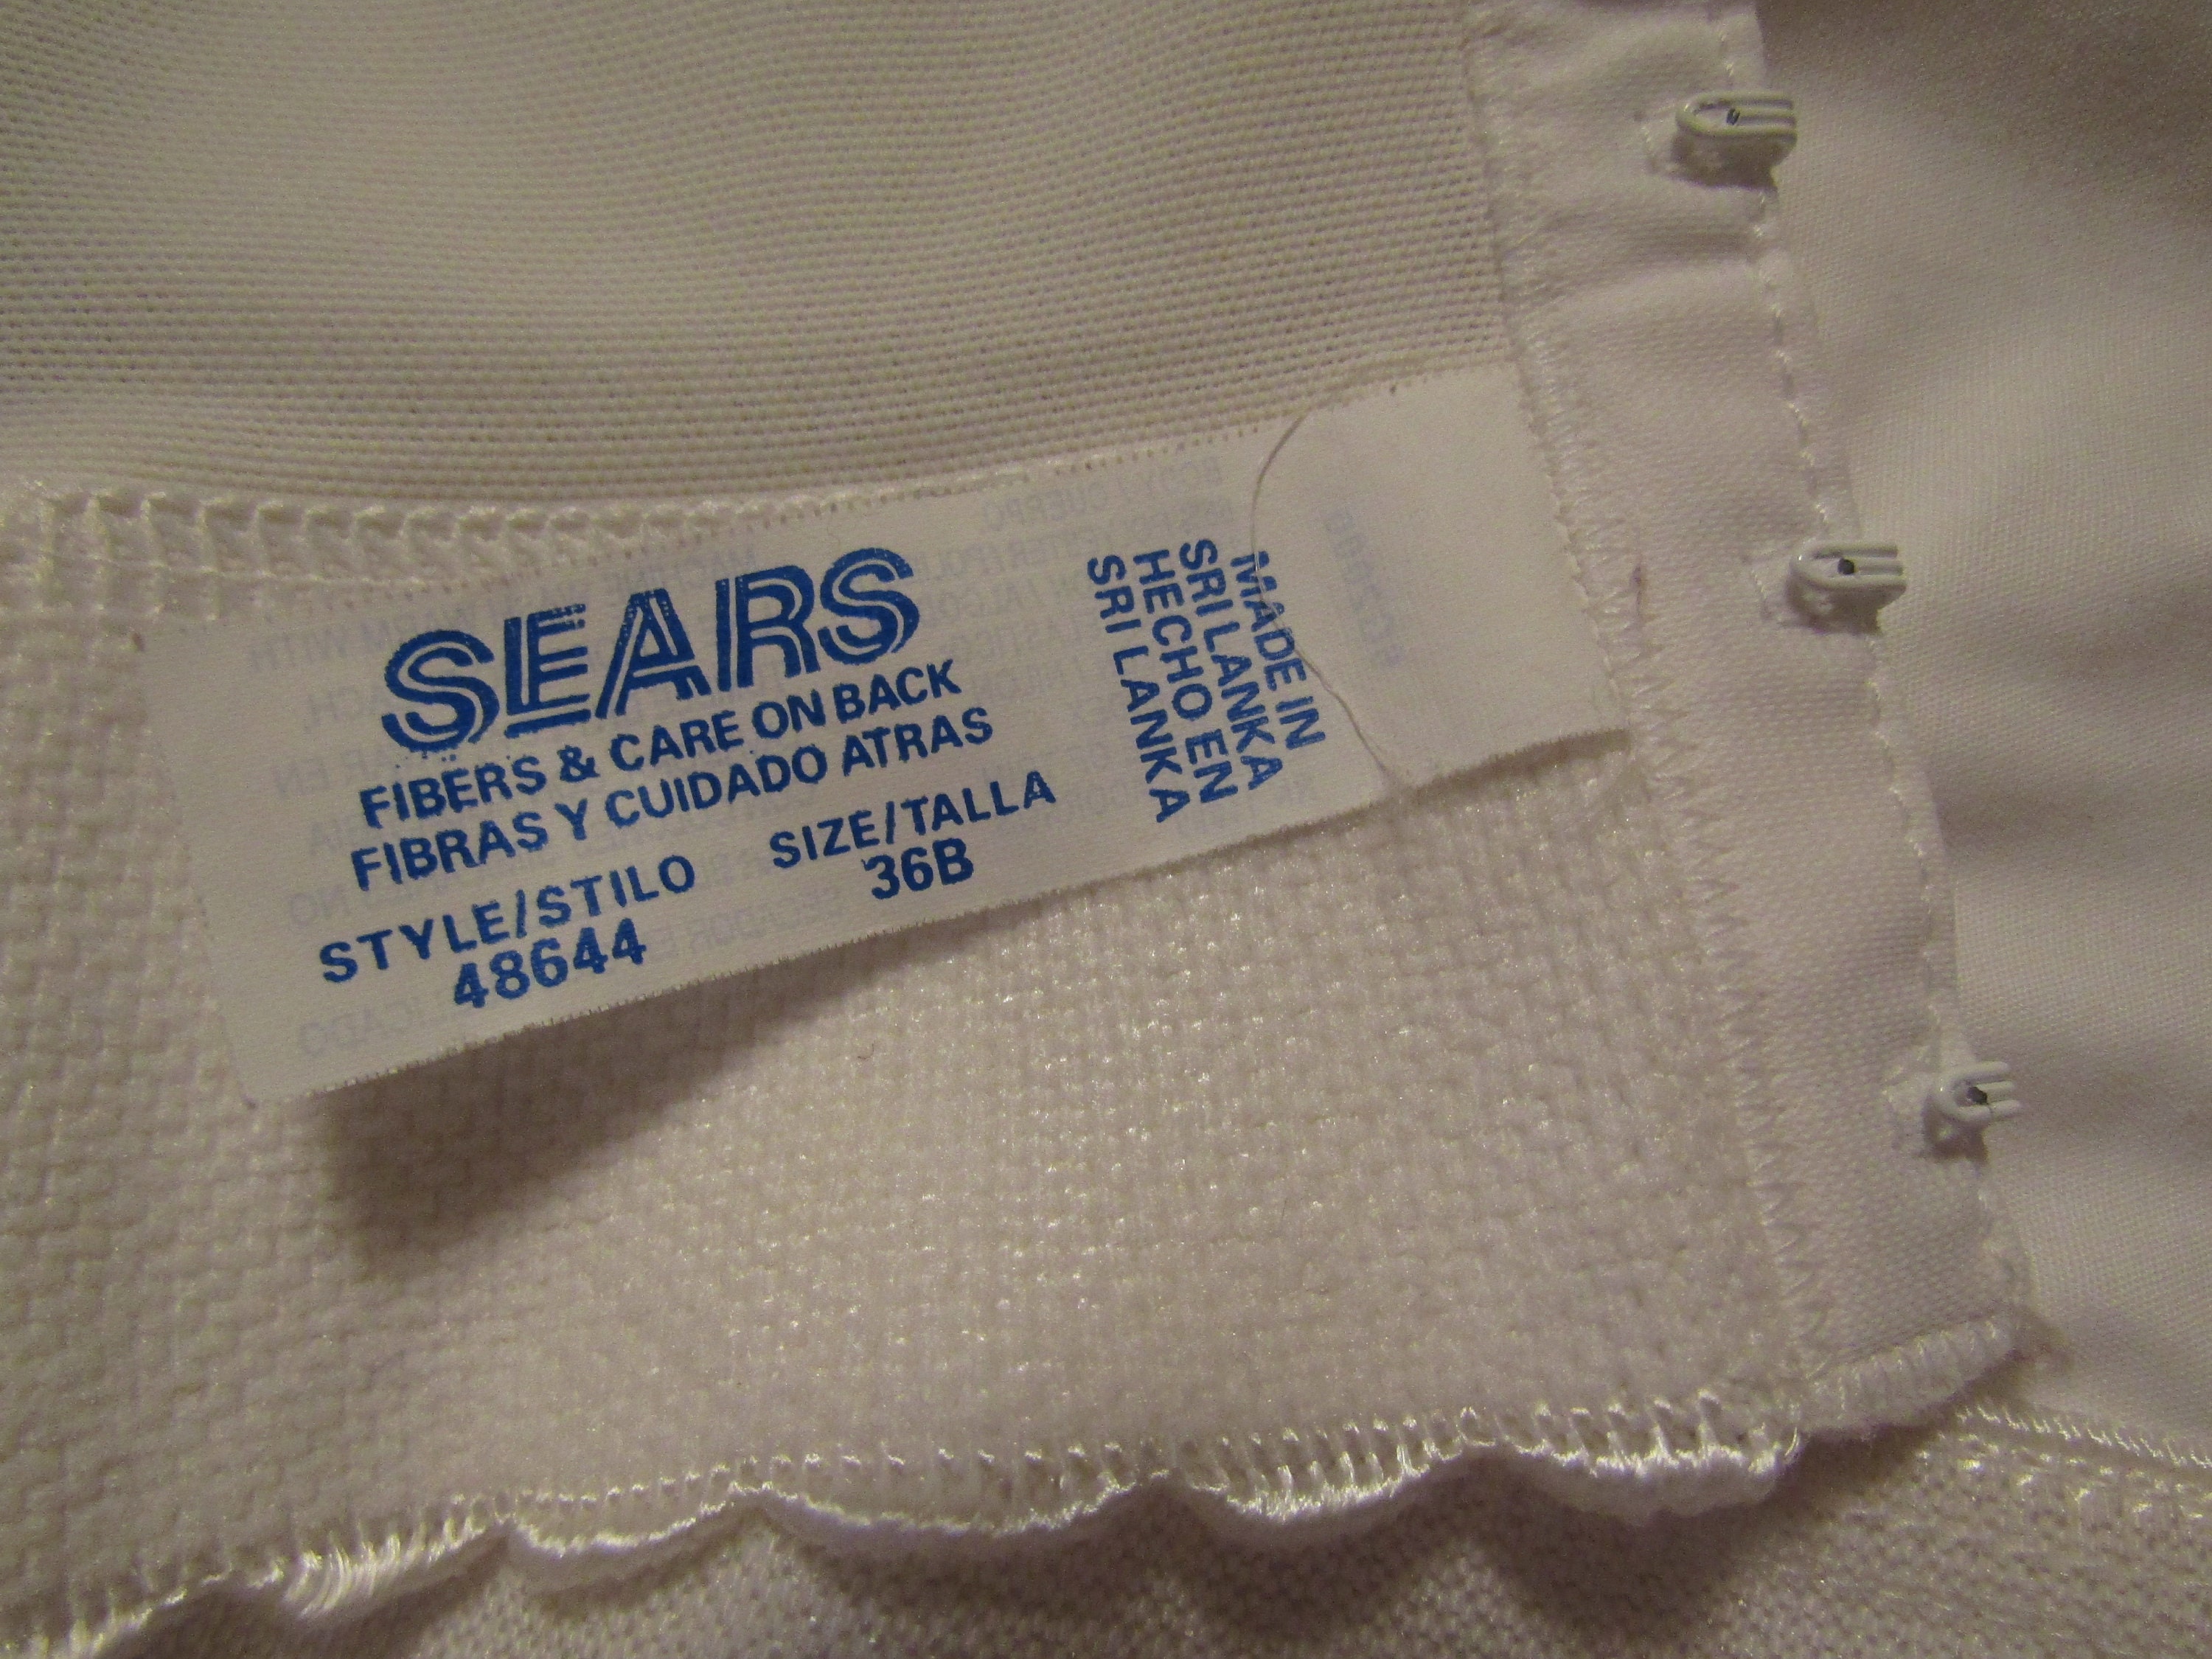 SEARS
FIBERS & CARE ON BACK
FIBRAS Y CUIDADO ATRAS
STYLE/STILO SIZE/TALLA
48644 36B
MADE IN
SRI LANKA
HECHO EN
SRI LANKA